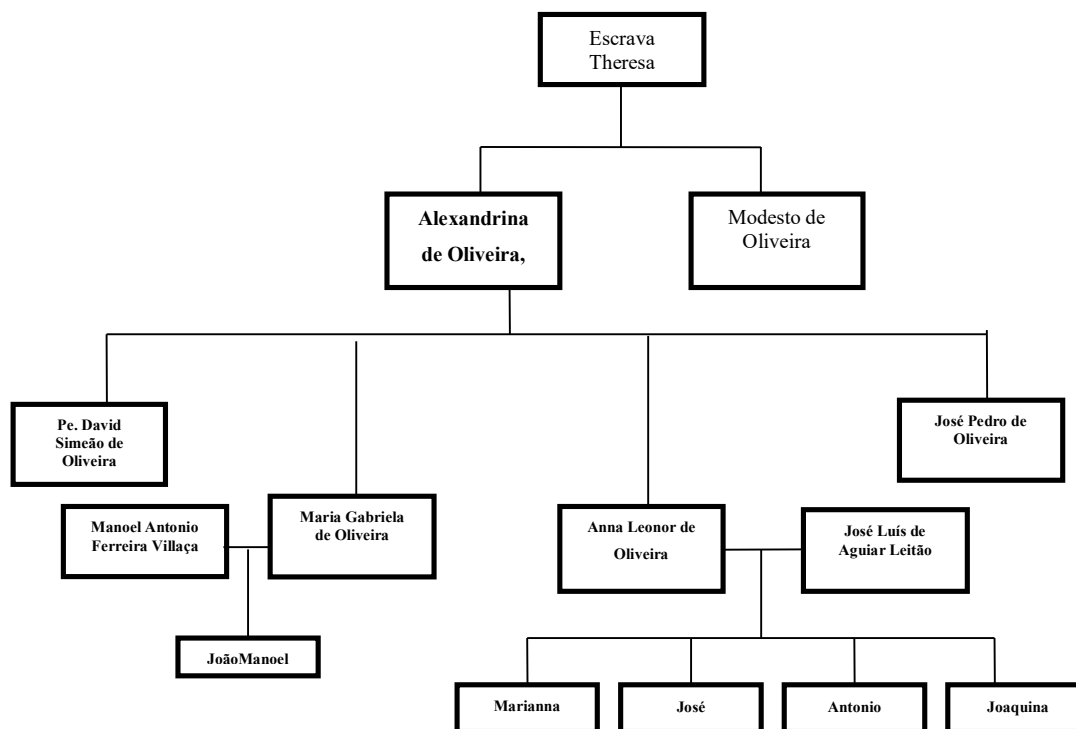 Escrava
Theresa
Alexandrina
de Oliveira,
Modesto de
Oliveira
Pe. David
Simeão de
Oliveira
José Pedro de
Oliveira
Manoel Antonio
Ferreira Villaça
Maria Gabriela
de Oliveira
Anna Leonor de
Oliveira
José Luís de
Aguiar Leitão
JoãoManoel
Marianna
José
Antonio
Joaquina